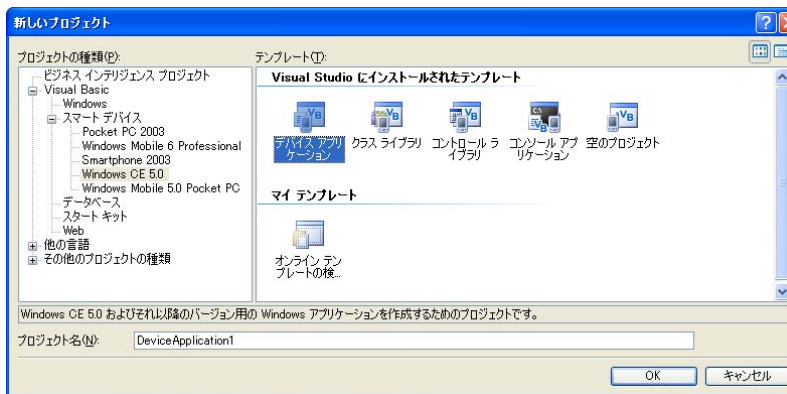 新しいプロジェクト
プロジェクトの種類(P):
テンプレート(T):
ビジネス インテリジェンス プロジェクト
Visual Basic
Windows
スマート デバイス
Pocket PC 2003
Windows Mobile 6 Professional
Smartphone 2003
Windows CE 5.0
Windows Mobile 5.0 Pocket PC
データベース
スタート キット
Web
他の言語
その他のプロジェクトの種類
Visual Studio にインストールされたテンプレート
デバイス アプリ
ケーション
クラス ライブラリ
コントロール ラ
イブラリ
コンソール アプ
リケーション
空のプロジェクト
マイ テンプレート
オンライン テン
プレートの検...
Windows CE 5.0 およびそれ以降のバージョン用の Windows アプリケーションを作成するためのプロジェクトです。
プロジェクト名(N):
DeviceApplication1
OK
キャンセル